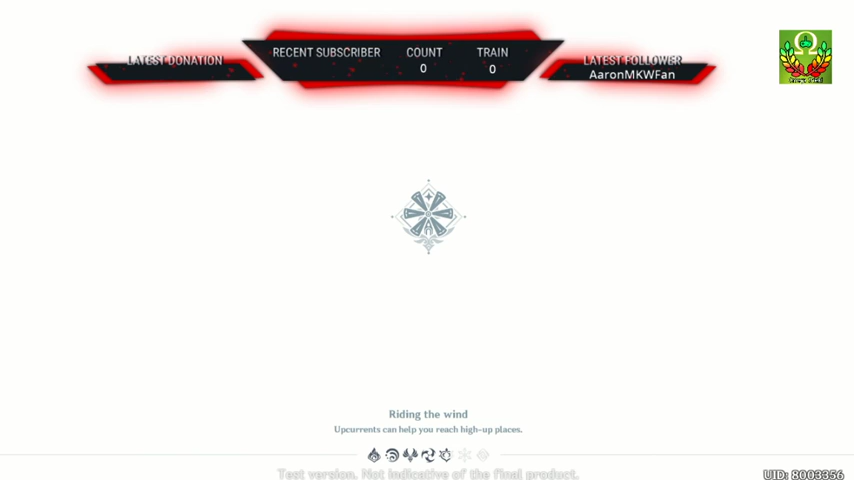 LATEST DONATION
RECENT SUBSCRIBER
COUNT
0
TRAIN
0
LATEST FOLLOWER
AaronMKWFan
Ω
Riding the wind
Upcurrents can help you reach high-up places.
Test version. Not indicative of the final product.
UID: 8003356